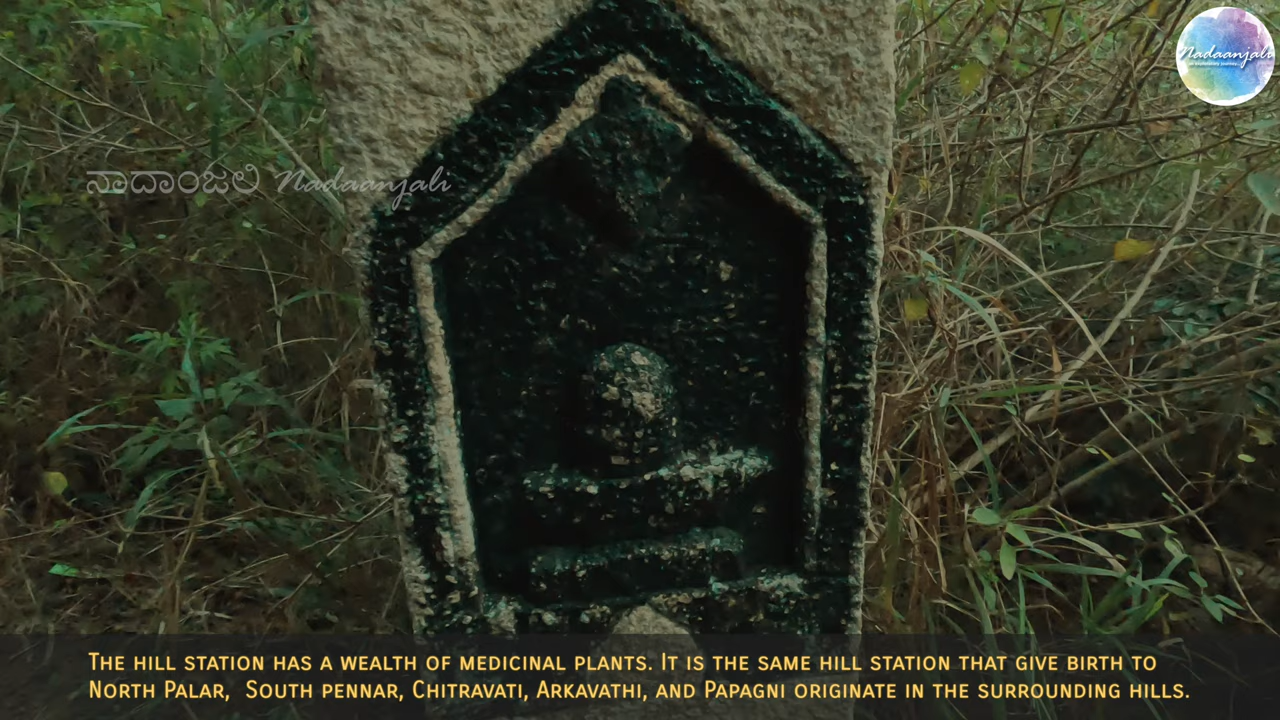 Nadaanjali
ನಾದಾಂಜಲಿ Nadaanjali
THE HILL STATION HAS A WEALTH OF MEDICINAL PLANTS. IT IS THE SAME HILL STATION THAT GIVE BIRTH TO
NORTH PALAR, SOUTH PENNAR, CHITRAVATI, ARKAVATHI, AND PAPAGNI ORIGINATE IN THE SURROUNDING HILLS.